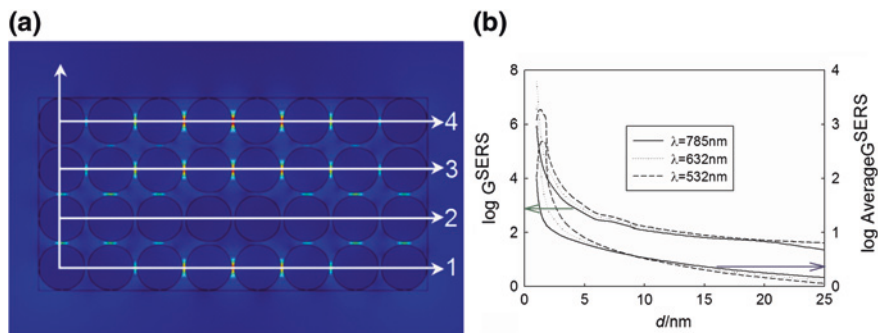 (a)
4
3
2
1
(b)
log G^SERS
8
6
4
2
0
λ=785nm
λ=632nm
λ=532nm
4
3
2
1
0
log AverageG^SERS
0 5 10 15 20 25
d/nm